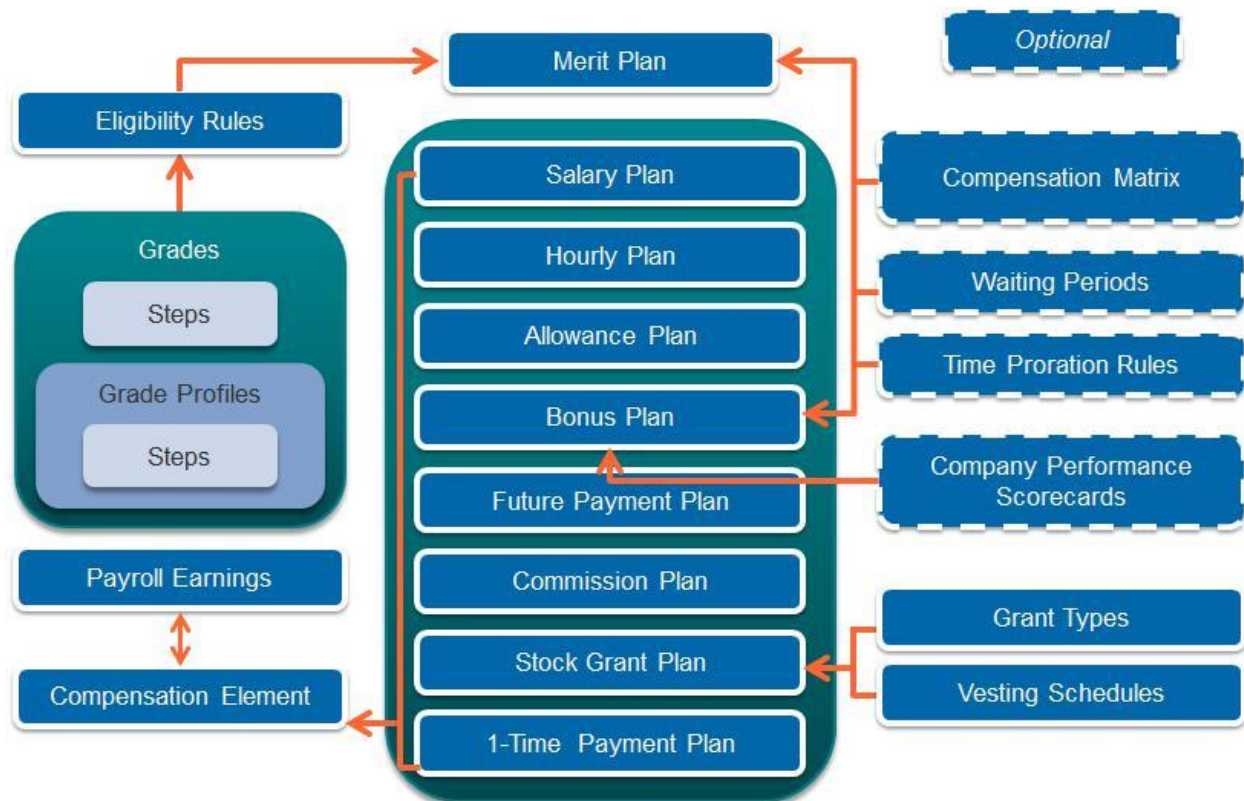 Optional
Merit Plan
Eligibility Rules
Grades
Steps
Grade Profiles
Steps
Payroll Earnings
Compensation Element
Salary Plan
Hourly Plan
Allowance Plan
Bonus Plan
Future Payment Plan
Commission Plan
Stock Grant Plan
1-Time Payment Plan
Compensation Matrix
Waiting Periods
Time Proration Rules
Company Performance
Scorecards
Grant Types
Vesting Schedules